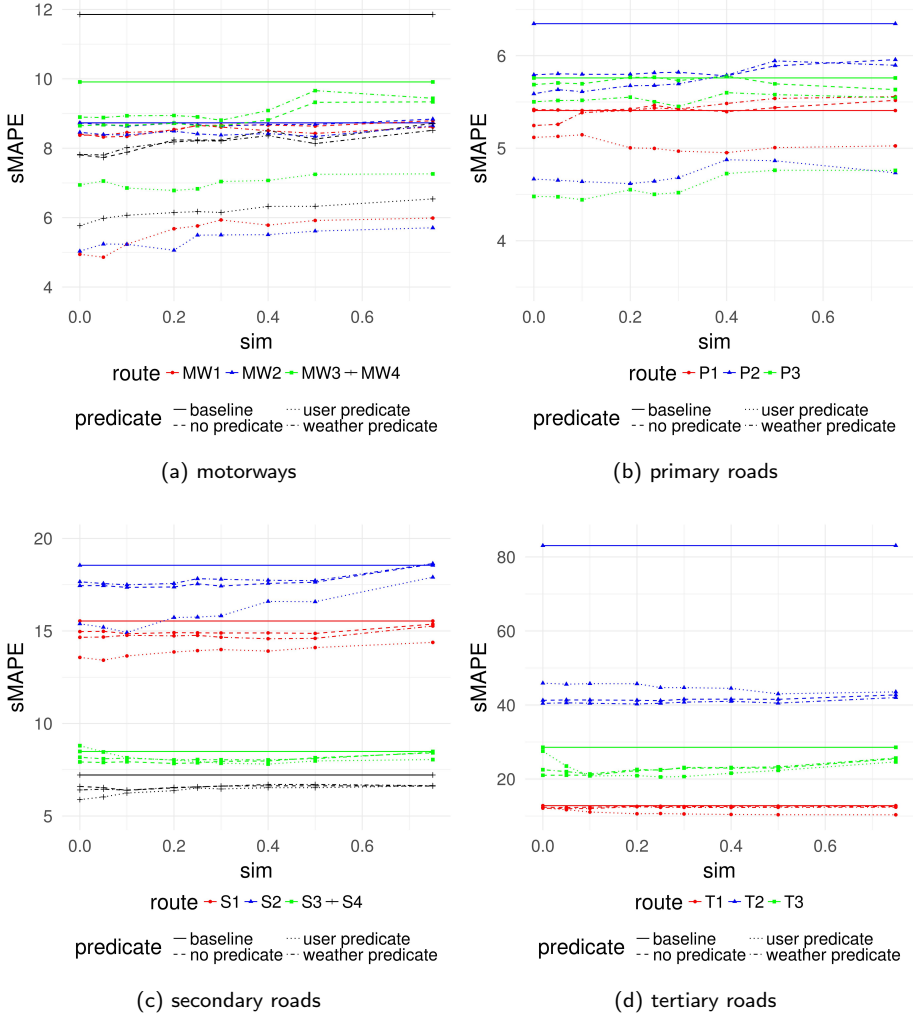 12
10
8
6
4
sMAPE
0.0 0.2 0.4 0.6
sim
route MW1 MW2 MW3 MW4
predicate baseline user predicate
no predicate weather predicate
(a) motorways
6
5
4
sMAPE
0.0 0.2 0.4 0.6
sim
route P1 P2 P3
predicate baseline user predicate
no predicate weather predicate
(b) primary roads
20
15
10
5
sMAPE
0.0 0.2 0.4 0.6
sim
route S1 S2 S3 S4
predicate baseline user predicate
no predicate weather predicate
(c) secondary roads
80
60
40
20
sMAPE
0.0 0.2 0.4 0.6
sim
route T1 T2 T3
predicate baseline user predicate
no predicate weather predicate
(d) tertiary roads